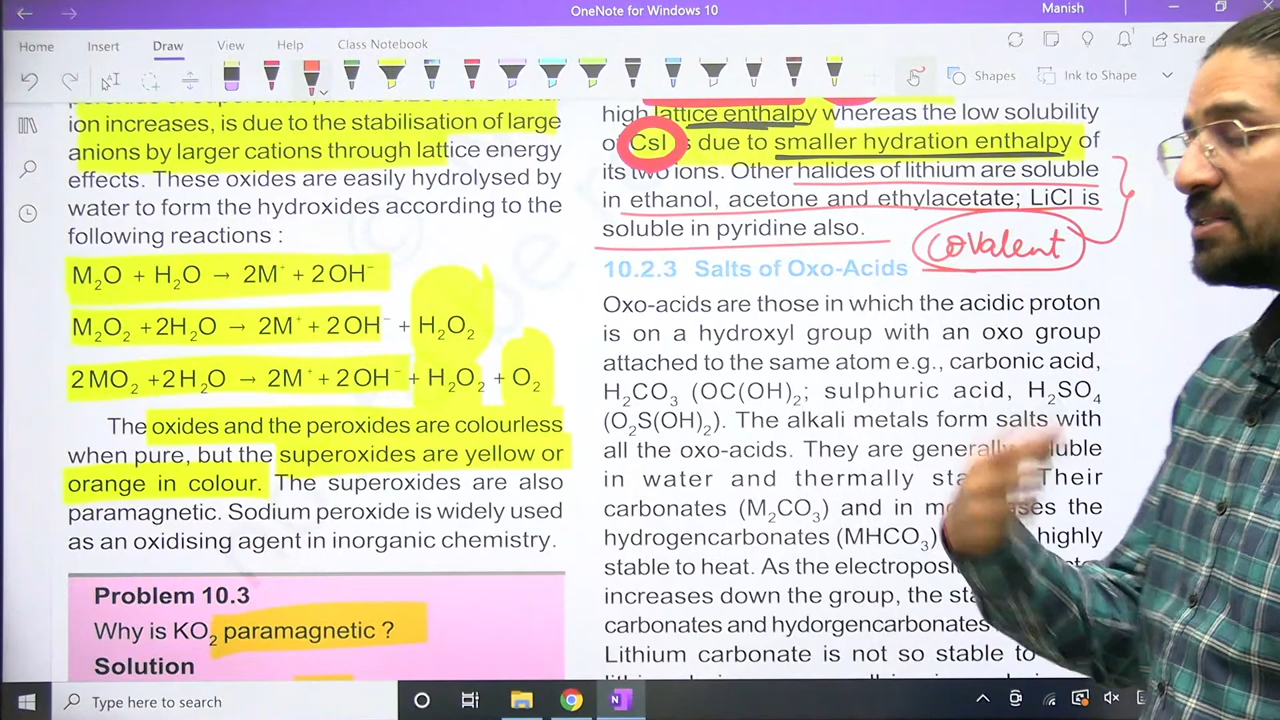 OneNote for Windows 10
Manish
Home
Insert
Draw
View
Help
Class Notebook
Share
Shapes
Ink to Shape
ion increases, is due to the stabilisation of large
anions by larger cations through lattice energy
effects. These oxides are easily hydrolysed by
water to form the hydroxides according to the
following reactions :
M₂O + H₂O → 2M⁺ + 2OH⁻
M₂O₂ +2H₂O → 2M⁺ + 2 OH⁻ + H₂O₂
2 MO₂ +2 H₂O → 2M⁺ + 2 OH⁻ + H₂O₂ + O₂
The oxides and the peroxides are colourless
when pure, but the superoxides are yellow or
orange in colour. The superoxides are also
paramagnetic. Sodium peroxide is widely used
as an oxidising agent in inorganic chemistry.
Problem 10.3
Why is KO₂ paramagnetic ?
Solution
high lattice enthalpy whereas the low solubility
of CsI is due to smaller hydration enthalpy of
its two ions. Other halides of lithium are soluble
in ethanol, acetone and ethylacetate; LiCl is
soluble in pyridine also.
covalent
10.2.3 Salts of Oxo-Acids
Oxo-acids are those in which the acidic proton
is on a hydroxyl group with an oxo group
attached to the same atom e.g., carbonic acid,
H₂CO₃ (OC(OH)₂; sulphuric acid, H₂SO₄
(O₂S(OH)₂). The alkali metals form salts with
all the oxo-acids. They are generally
in water and thermally Their
carbonates (M₂CO₃) and in the
hydrogencarbonates (MHCO₃) highly
stable to heat. As the
increases down the group, the
carbonates and hydorgencarbonates
Lithium carbonate is not so stable to
Type here to search